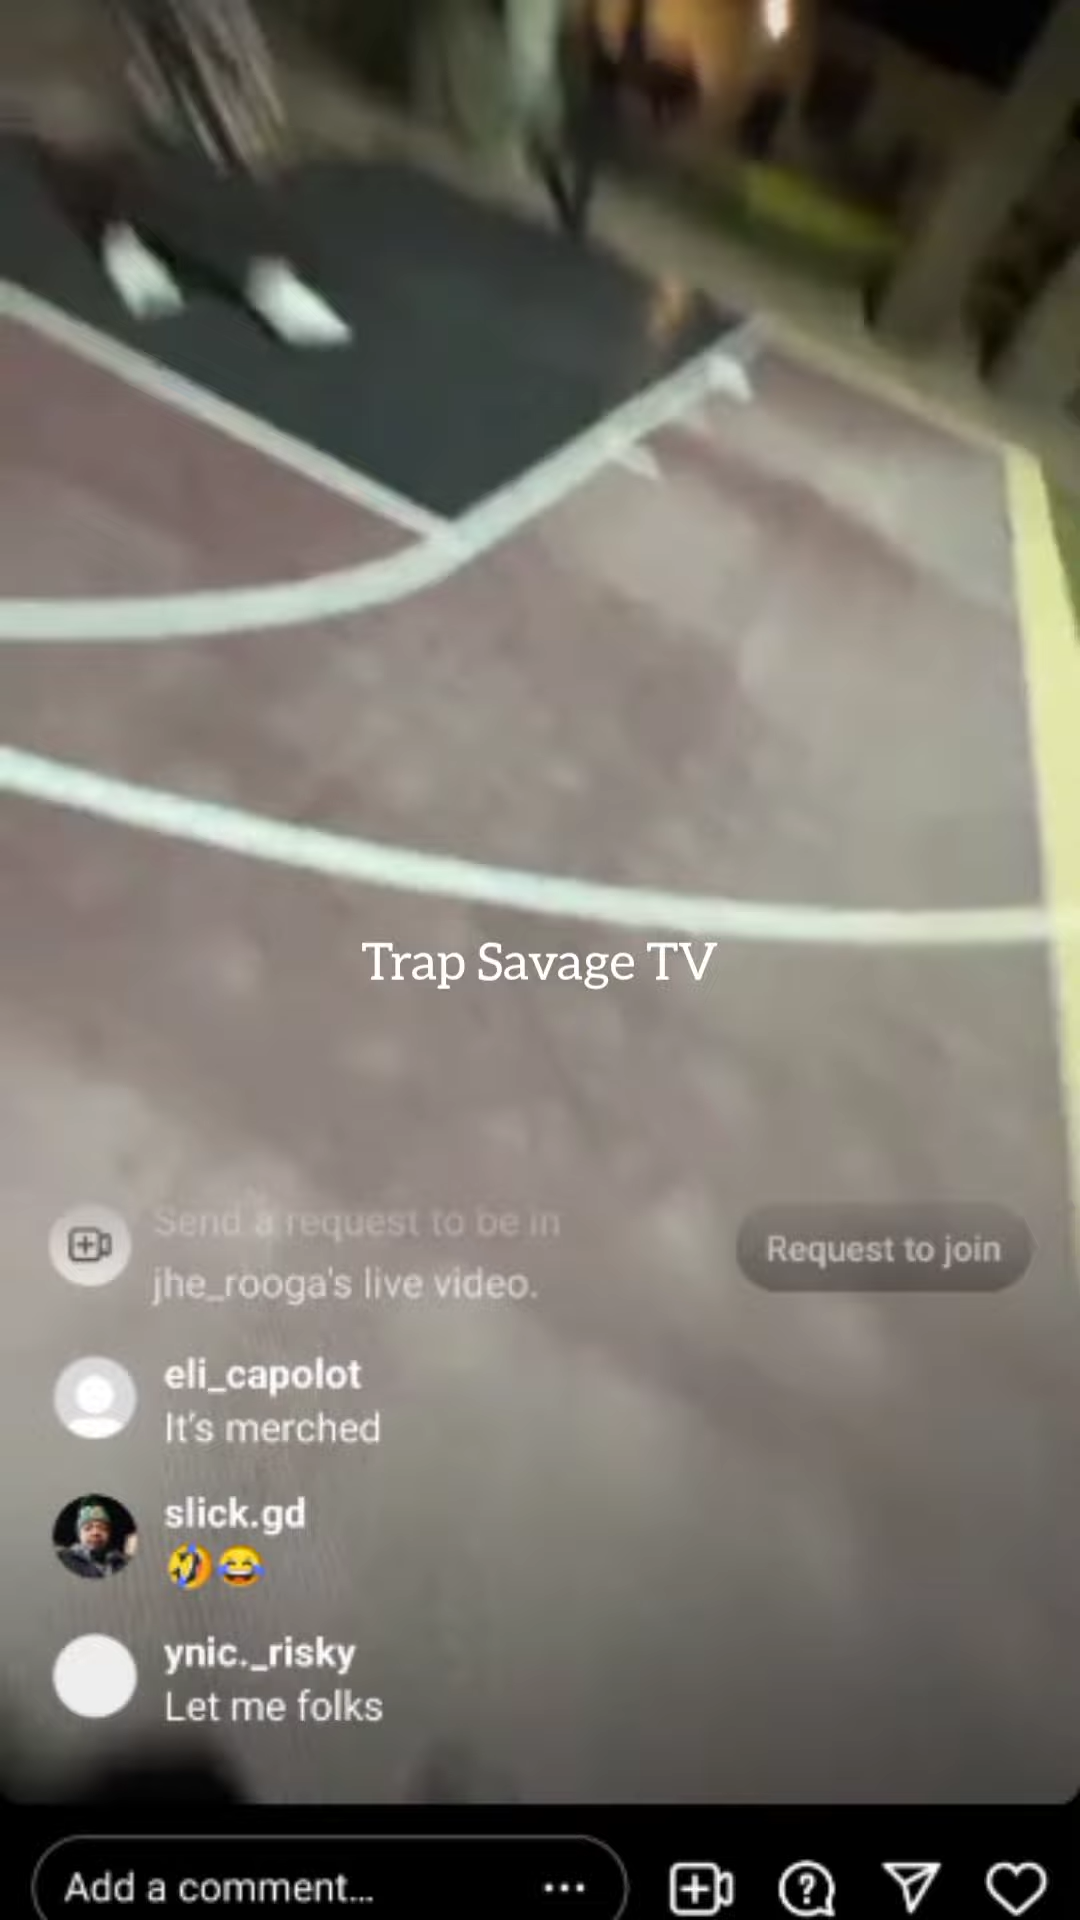 Trap Savage TV
Send a request to be in
jhe_rooga's live video.
Request to join
eli_capolot
It's merched
slick.gd
🤣😂
ynic._risky
Let me folks
Add a comment...